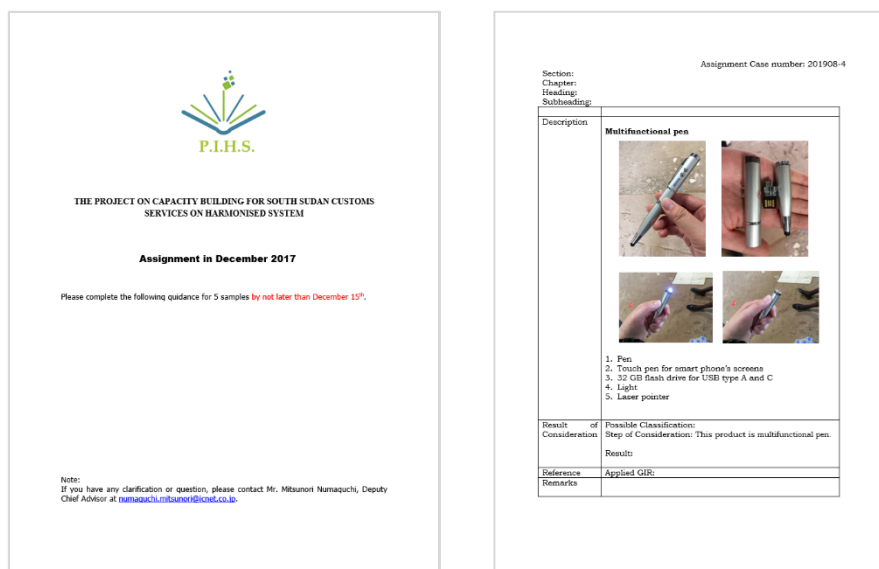 P.I.H.S.
THE PROJECT ON CAPACITY BUILDING FOR SOUTH SUDAN CUSTOMS
SERVICES ON HARMONISED SYSTEM
Assignment in December 2017
Please complete the following guidance for 5 samples by not later than December 15th.
Note:
If you have any clarification or question, please contact Mr. Mitsunori Numaguchi, Deputy
Chief Advisor at numaguchi.mitsunori@icnet.co.jp.
Assignment Case number: 201908-4
Section:
Chapter:
Heading:
Subheading:
Description
Multifunctional pen
1. Pen
2. Touch pen for smart phone's screens
3. 32 GB flash drive for USB type A and C
4. Light
5. Laser pointer
Result of
Consideration
Possible Classification:
Step of Consideration: This product is multifunctional pen.
Result:
Reference
Applied GIR:
Remarks